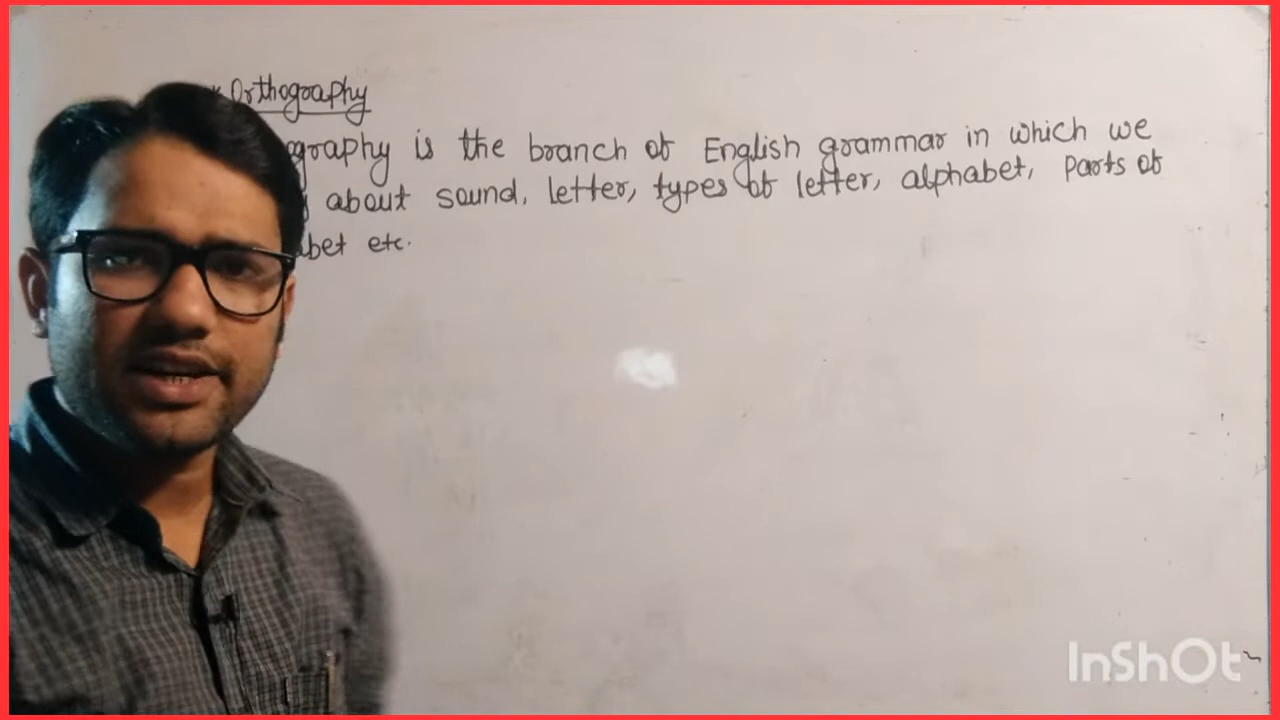 * Orthography
graphy is the branch of English grammar in which we
about sound, letter, types of letter, alphabet, Parts of
abet etc.
InShOt